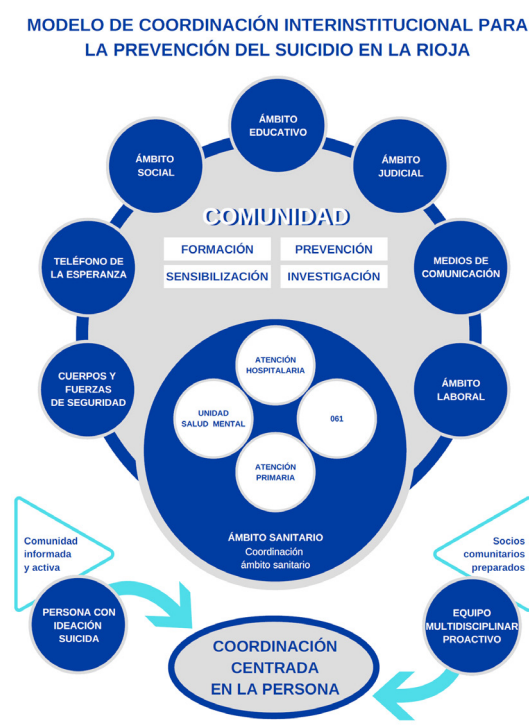 MODELO DE COORDINACIÓN INTERINSTITUCIONAL PARA
LA PREVENCIÓN DEL SUICIDIO EN LA RIOJA
ÁMBITO
EDUCATIVO
ÁMBITO
SOCIAL
ÁMBITO
JUDICIAL
COMUNIDAD
FORMACIÓN
PREVENCIÓN
SENSIBILIZACIÓN
INVESTIGACIÓN
TELÉFONO DE
LA ESPERANZA
MEDIOS DE
COMUNICACIÓN
CUERPOS Y
FUERZAS
DE SEGURIDAD
ÁMBITO
LABORAL
ATENCIÓN
HOSPITALARIA
UNIDAD
SALUD MENTAL
061
ATENCIÓN
PRIMARIA
ÁMBITO SANITARIO
Coordinación
ámbito sanitario
Comunidad
informada
y activa
Socios
comunitarios
preparados
PERSONA CON
IDEACIÓN
SUICIDA
EQUIPO
MULTIDISCIPLINAR
PROACTIVO
COORDINACIÓN
CENTRADA
EN LA PERSONA